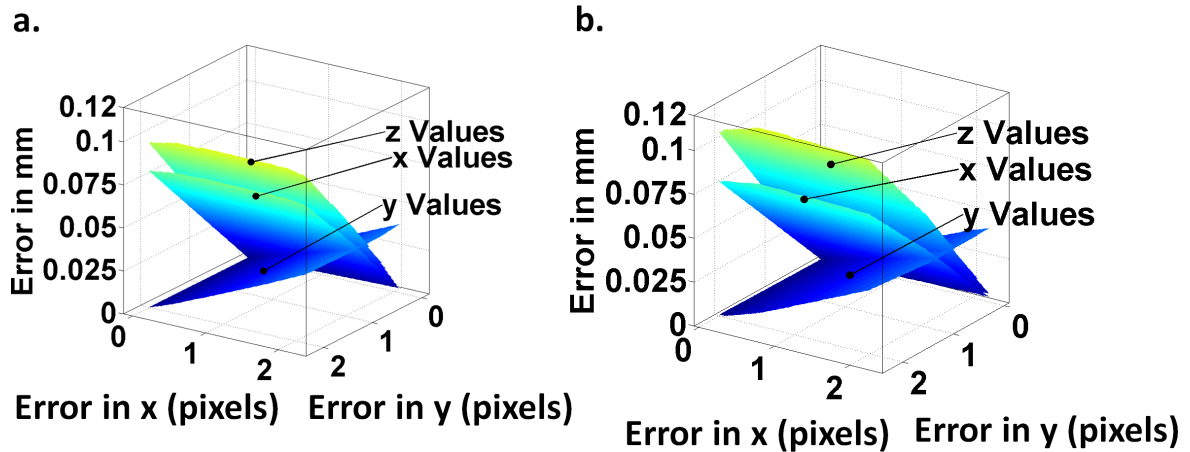 a.
0.12
0.1
0.075
0.05
0.025
0
Error in mm
z Values
x Values
y Values
0
1
2
2
1
0
Error in x (pixels)
Error in y (pixels)
b.
0.12
0.1
0.075
0.05
0.025
0
Error in mm
z Values
x Values
y Values
0
1
2
2
1
0
Error in x (pixels)
Error in y (pixels)